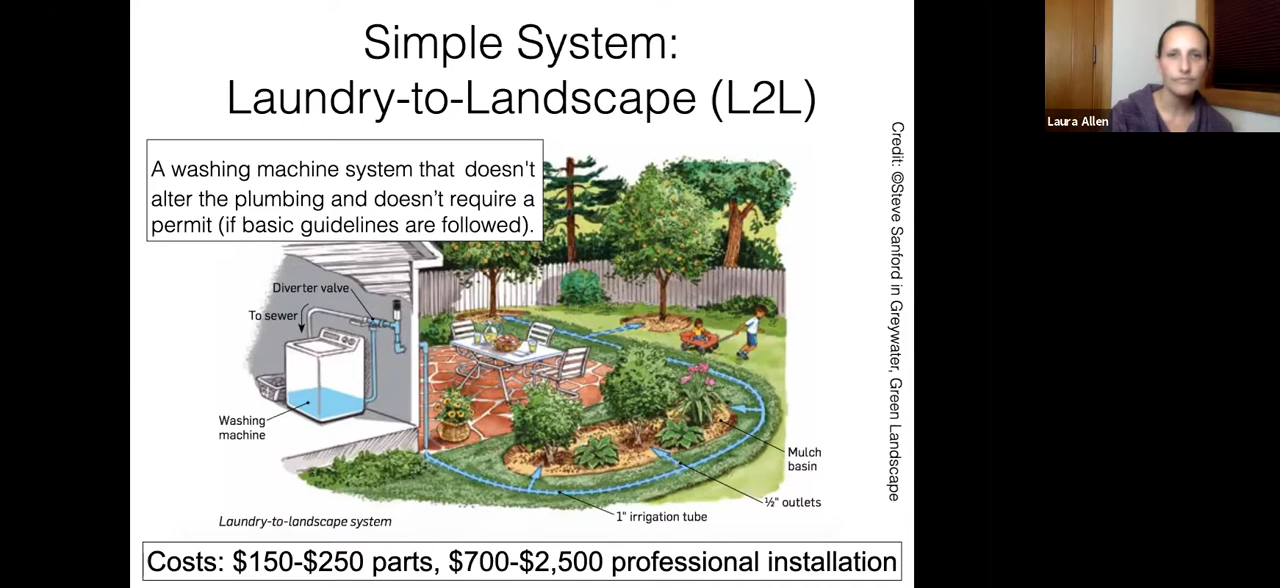 Simple System:
Laundry-to-Landscape (L2L)
Laura Allen
A washing machine system that doesn't
alter the plumbing and doesn’t require a
permit (if basic guidelines are followed).
Credit: ©Steve Sanford in Greywater, Green Landscape
Diverter valve
To sewer
Washing
machine
Mulch
basin
½" outlets
1" irrigation tube
Laundry-to-landscape system
Costs: $150-$250 parts, $700-$2,500 professional installation